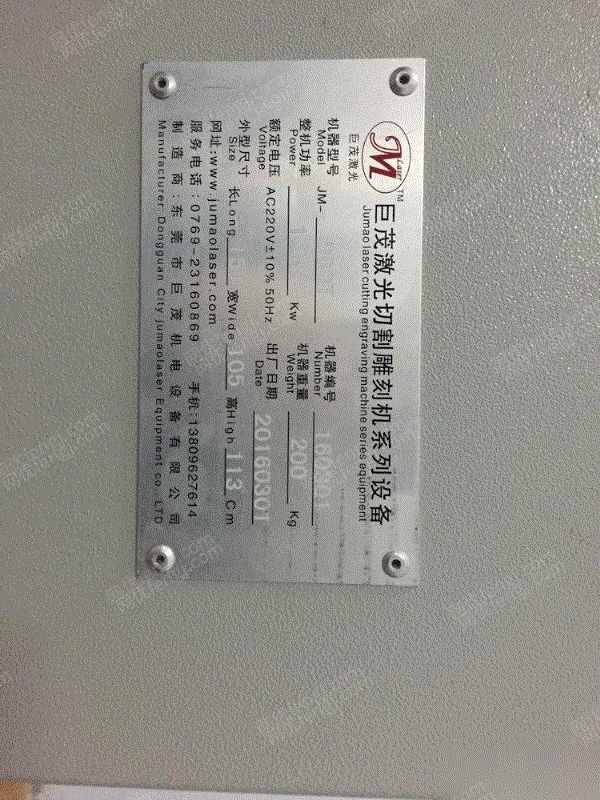 Laser
M
TM
巨茂激光
巨茂激光切割雕刻机系列设备
Jumao laser cutting engraving machine series equipment
机器型号 JM- 机器编号 160301
Model Number
整机功率 Kw 机器重量 200 Kg
Power Weight
额定电压 AC220V±10% 50Hz 出厂日期 20160301
Voltage Date
外型尺寸 长Long 宽Wide 105 高High 113 Cm
Size
网址:www.jumaolaser.com
服务电话:0769-23160869 手机:13809627614
制造商:东莞市巨茂机电设备有限公司
Manufacturer:Dongguan City jumaolaser Equipment co LTD